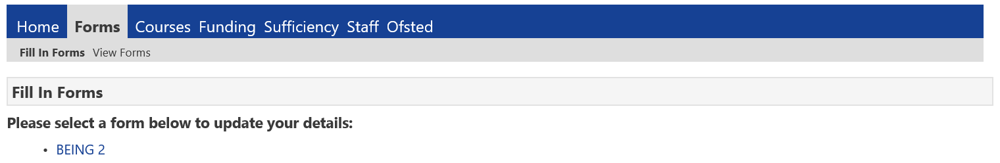 Home Forms Courses Funding Sufficiency Staff Ofsted
Fill In Forms View Forms
Fill In Forms
Please select a form below to update your details:
• BEING 2